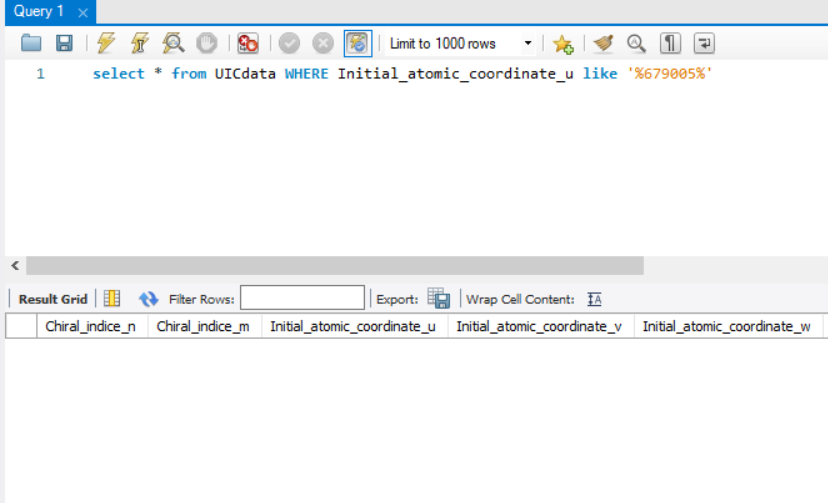 Query 1
Limit to 1000 rows
1 select * from UICdata WHERE Initial_atomic_coordinate_u like '%679005%'
Result Grid Filter Rows: Export: Wrap Cell Content:
Chiral_indice_n Chiral_indice_m Initial_atomic_coordinate_u Initial_atomic_coordinate_v Initial_atomic_coordinate_w